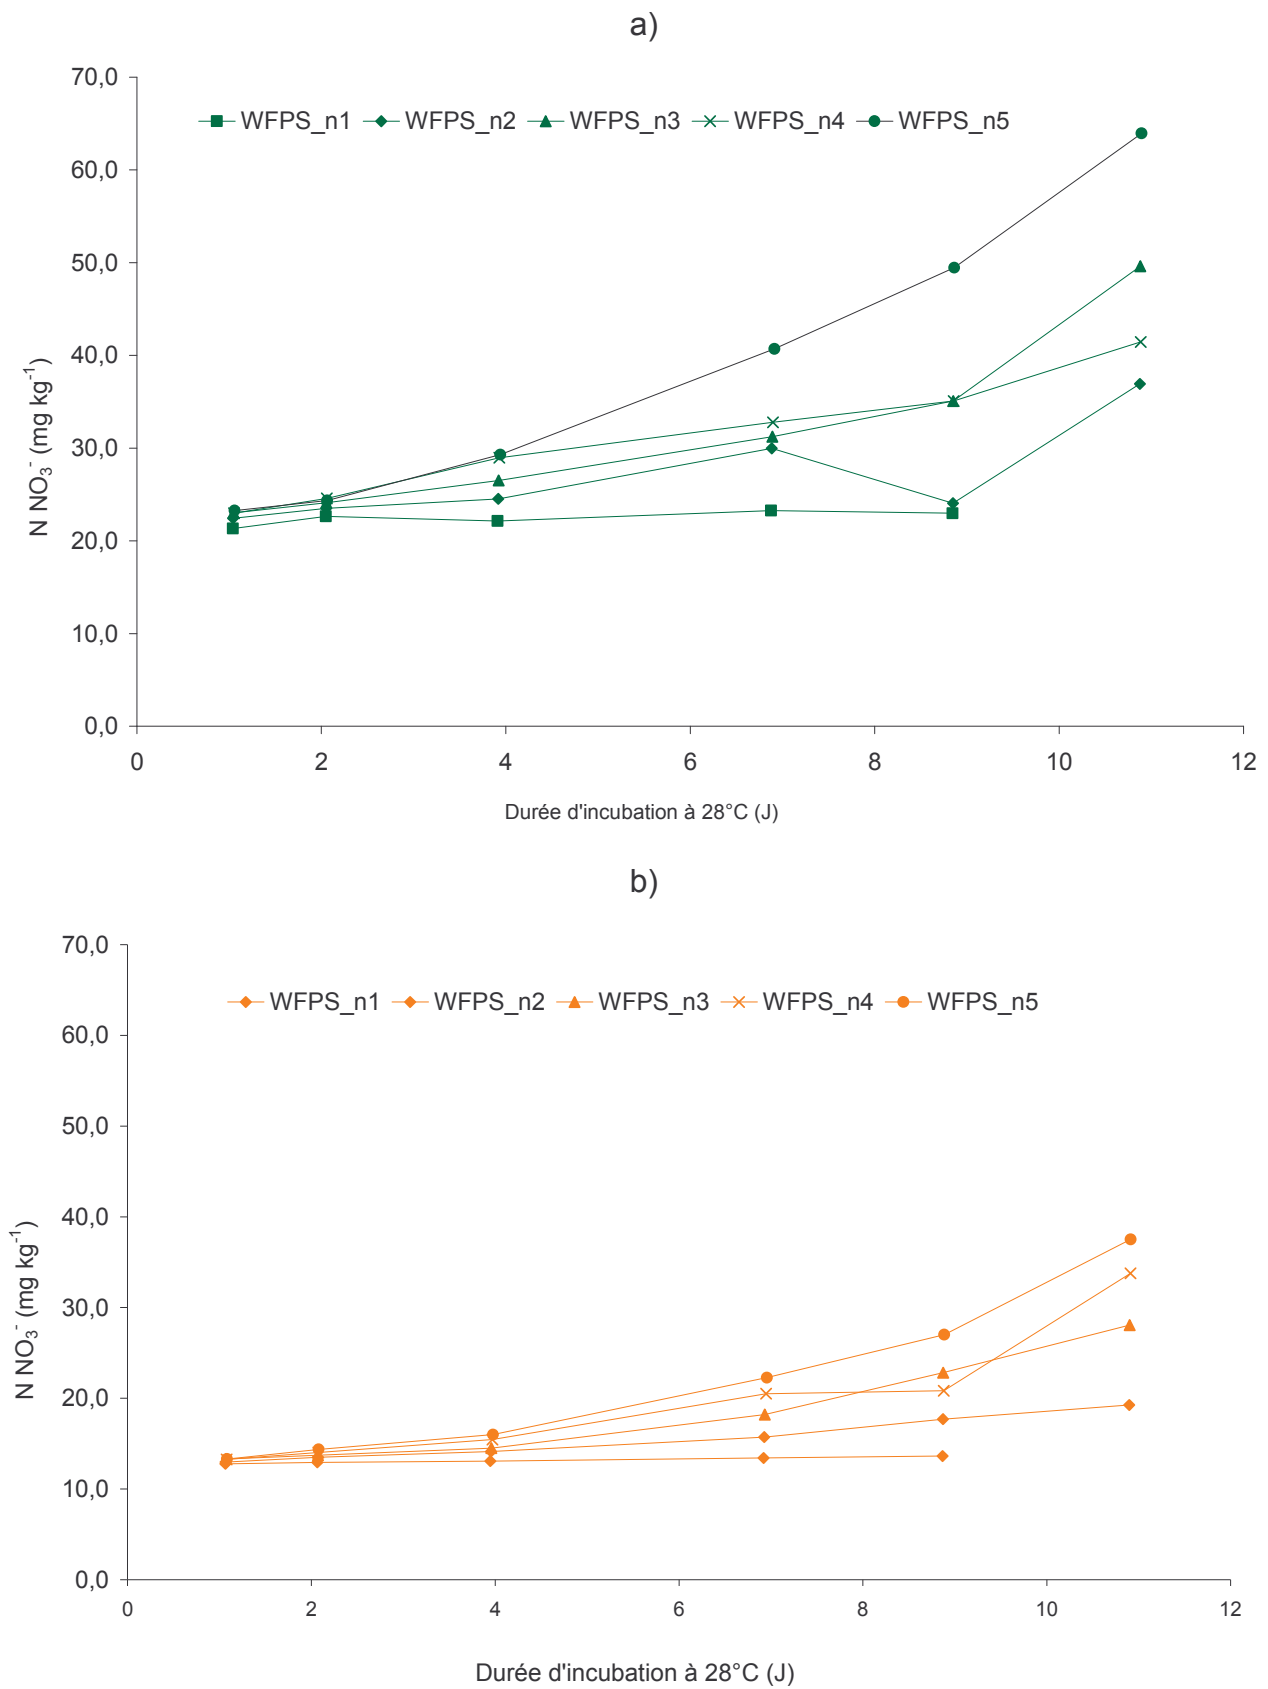 a)
70,0
WFPS_n1 WFPS_n2 WFPS_n3 WFPS_n4 WFPS_n5
60,0
50,0
40,0
30,0
20,0
10,0
0,0
N NO₃⁻ (mg kg⁻¹)
0 2 4 6 8 10 12
Durée d'incubation à 28°C (J)
b)
70,0
WFPS_n1 WFPS_n2 WFPS_n3 WFPS_n4 WFPS_n5
60,0
50,0
40,0
30,0
20,0
10,0
0,0
N NO₃⁻ (mg kg⁻¹)
0 2 4 6 8 10 12
Durée d'incubation à 28°C (J)